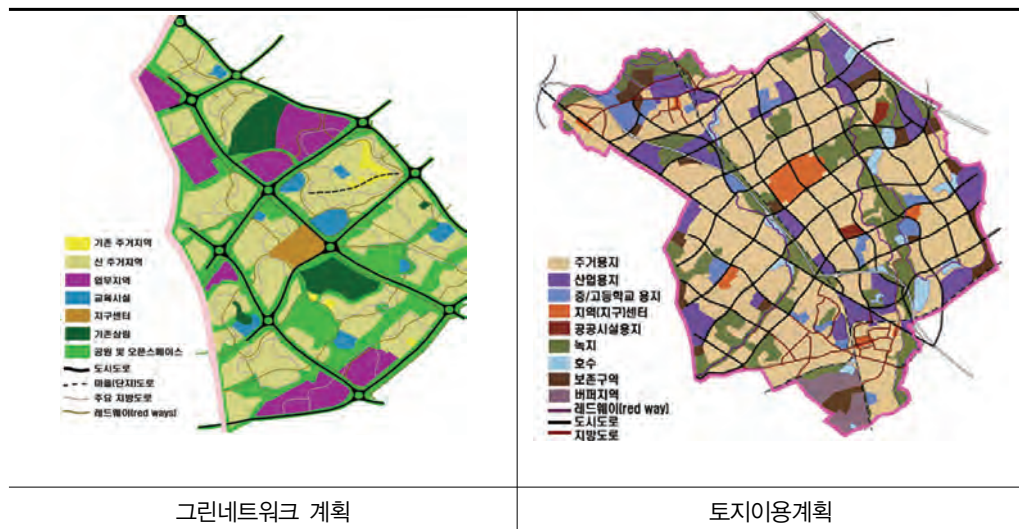 기존 주거지역
신 주거지역
업무지역
교육시설
지구센터
기존삼림
공원 및 오픈스페이스
도시도로
마을(단지)도로
주요 지방도로
레드웨이(red ways)
주거용지
산업용지
중/고등학교 용지
지역(지구)센터
공공시설용지
녹지
호수
보존구역
버퍼지역
레드웨이(red way)
도시도로
지방도로
그린네트워크 계획
토지이용계획